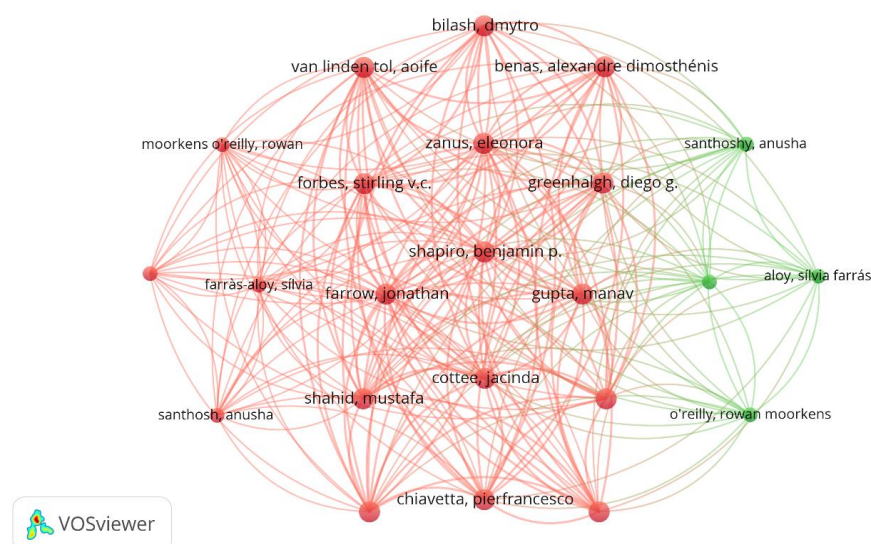 bilash, dmytro
van linden tol, aoife
benas, alexandre dimosthénis
moorkens o'reilly, rowan
zanus, eleonora
santhoshy, anusha
forbes, stirling v.c.
greenhalgh, diego g.
shapiro, benjamin p.
farràs-aloy, sílvia
aloy, sílvia farrás
farrow, jonathan
gupta, manav
cottee, jacinda
shahid, mustafa
santhosh, anusha
o'reilly, rowan moorkens
chiavetta, pierfrancesco
VOSviewer